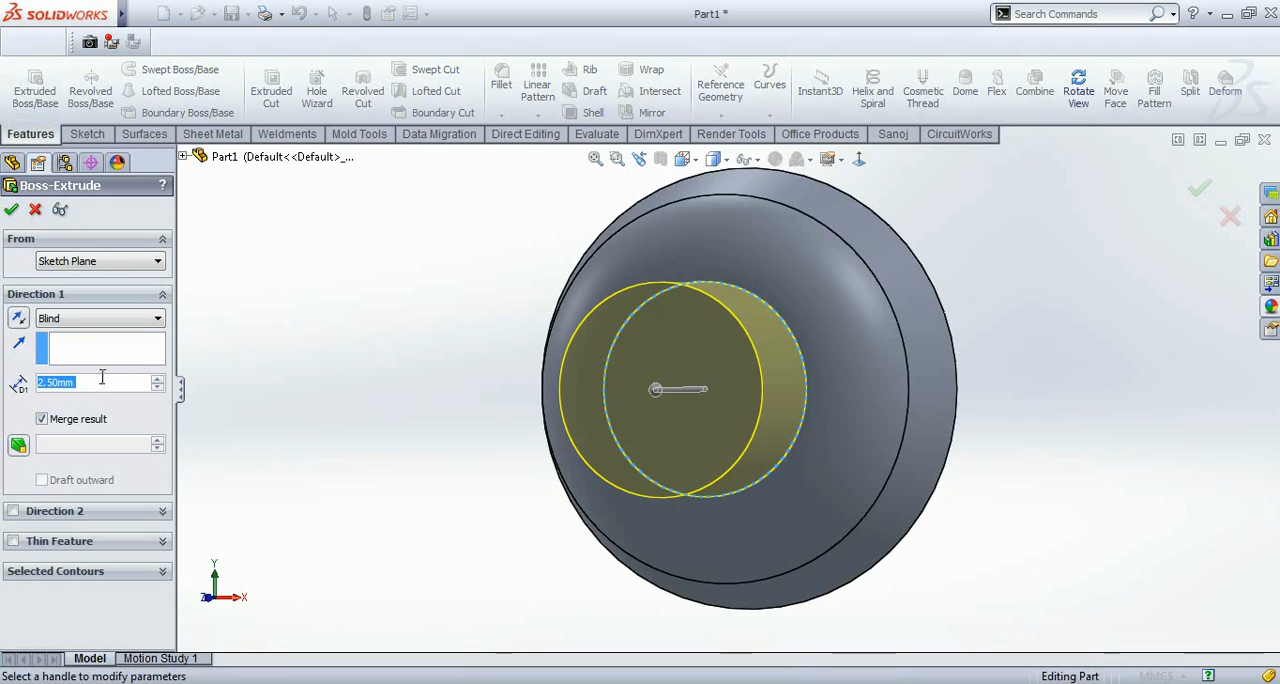 SOLIDWORKS Part1 * Search Commands
Extruded Boss/Base
Revolved Boss/Base
Swept Boss/Base
Lofted Boss/Base
Boundary Boss/Base
Extruded Cut
Hole Wizard
Revolved Cut
Swept Cut
Lofted Cut
Boundary Cut
Fillet
Linear Pattern
Rib
Draft
Shell
Wrap
Intersect
Mirror
Reference Geometry
Curves
Instant3D
Helix and Spiral
Cosmetic Thread
Dome
Flex
Combine
Rotate View
Move Face
Fill Pattern
Split
Deform
Features Sketch Surfaces Sheet Metal Weldments Mold Tools Data Migration Direct Editing Evaluate DimXpert Render Tools Office Products Sanoj CircuitWorks
Part1 (Default<<Default>_...
Boss-Extrude ?
From
Sketch Plane
Direction 1
Blind
D1
2.50mm
Merge result
Draft outward
Direction 2
Thin Feature
Selected Contours
Y
Z X
Model Motion Study 1
Select a handle to modify parameters Editing Part MMGS ?